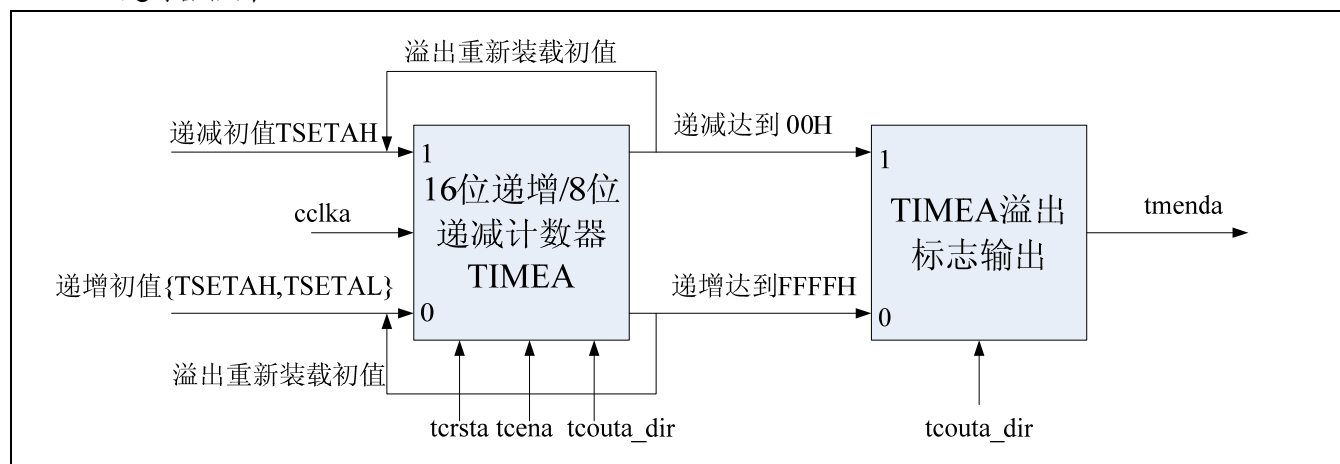 溢出重新装载初值
递减初值TSETAH
递减达到 00H
1
16位递增/8位
递减计数器
TIMEA
cclka
递增初值{TSETAH,TSETAL}
0
递增达到FFFFH
溢出重新装载初值
tcrsta tcena tcouta_dir
1
TIMEA溢出
标志输出
0
tmenda
tcouta_dir